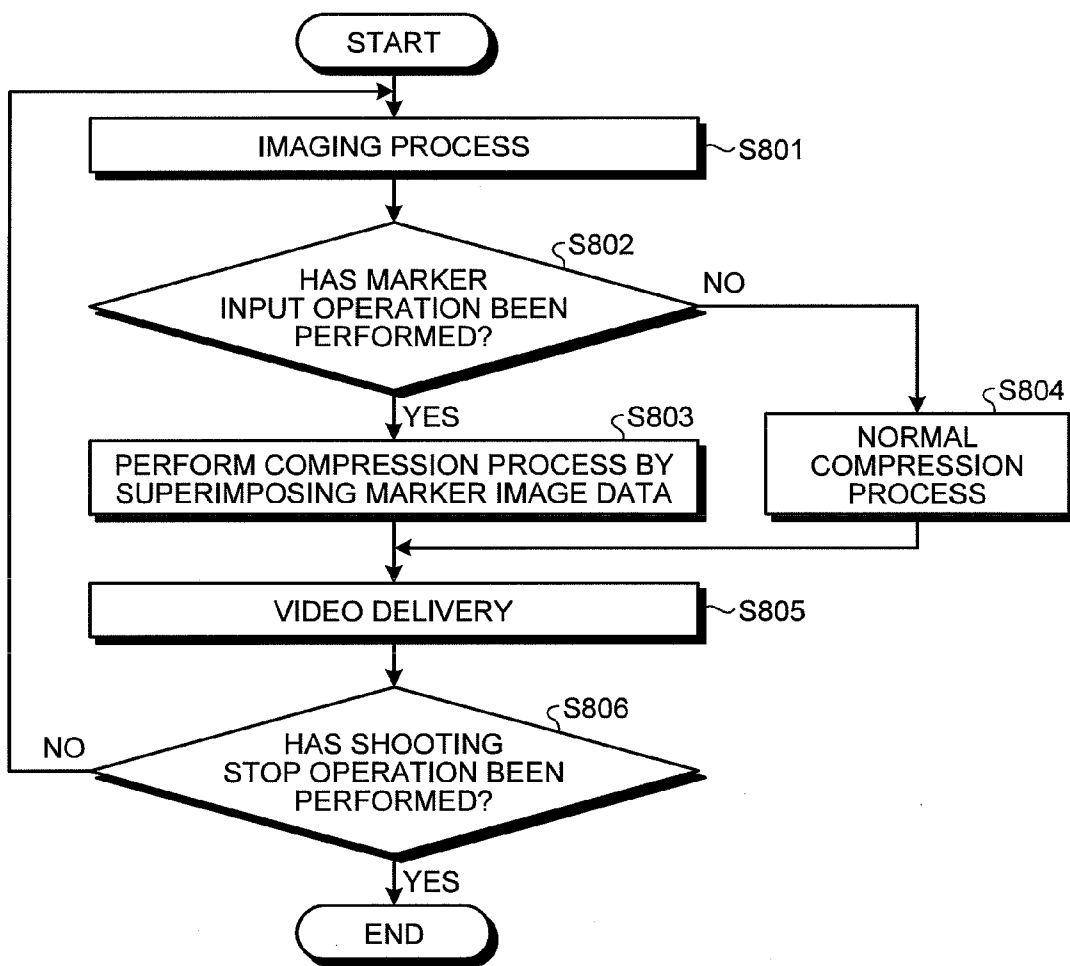 START
IMAGING PROCESS
S801
S802
HAS MARKER
INPUT OPERATION BEEN
PERFORMED?
NO
YES
S803
S804
PERFORM COMPRESSION PROCESS BY
SUPERIMPOSING MARKER IMAGE DATA
NORMAL
COMPRESSION
PROCESS
VIDEO DELIVERY
S805
S806
HAS SHOOTING
STOP OPERATION BEEN
PERFORMED?
NO
YES
END